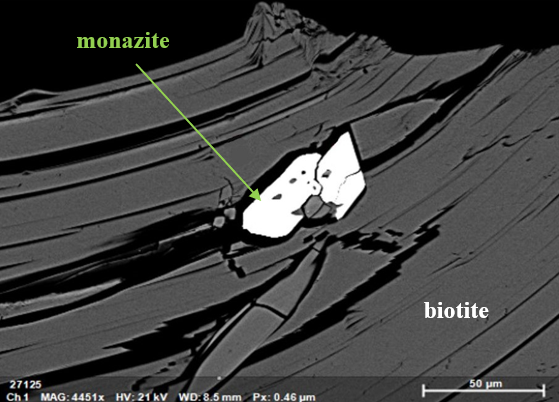 monazite
biotite
27125
50 µm
Ch 1 MAG: 4451x HV: 21 kV WD: 8.5 mm Px: 0.46 µm